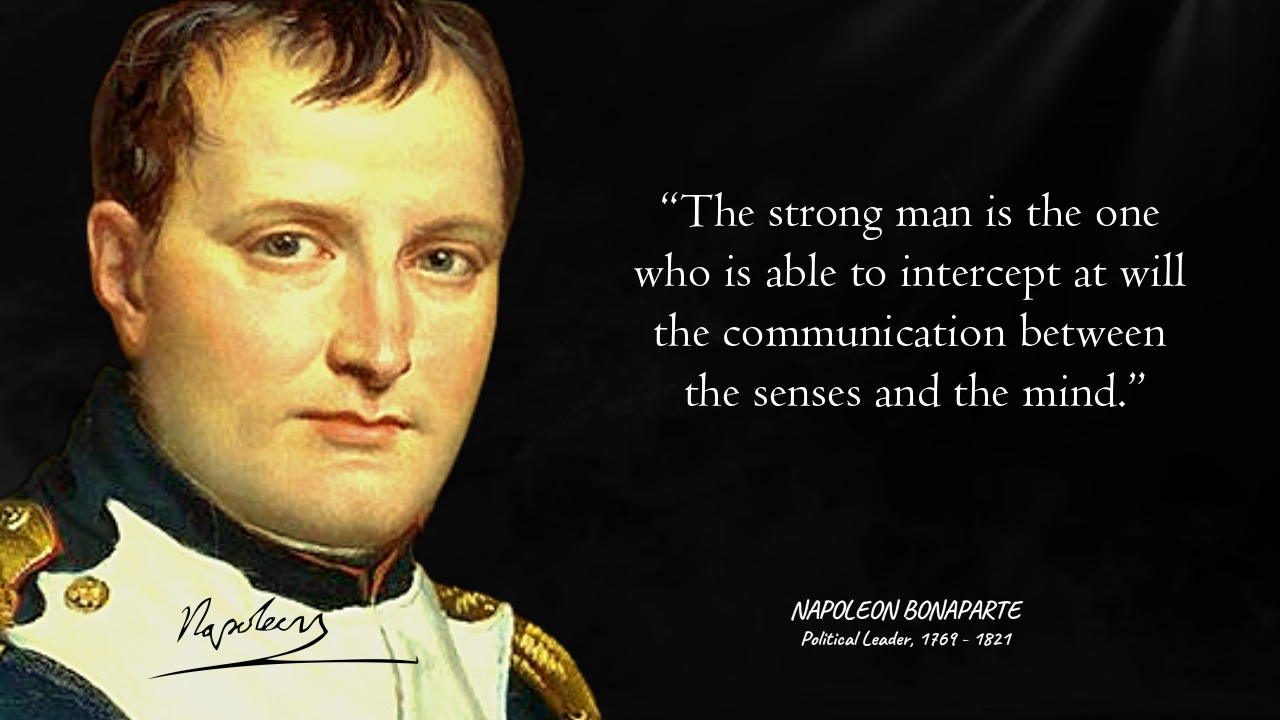 “The strong man is the one
who is able to intercept at will
the communication between
the senses and the mind.”
Napoleon
NAPOLEON BONAPARTE
Political Leader, 1769 - 1821